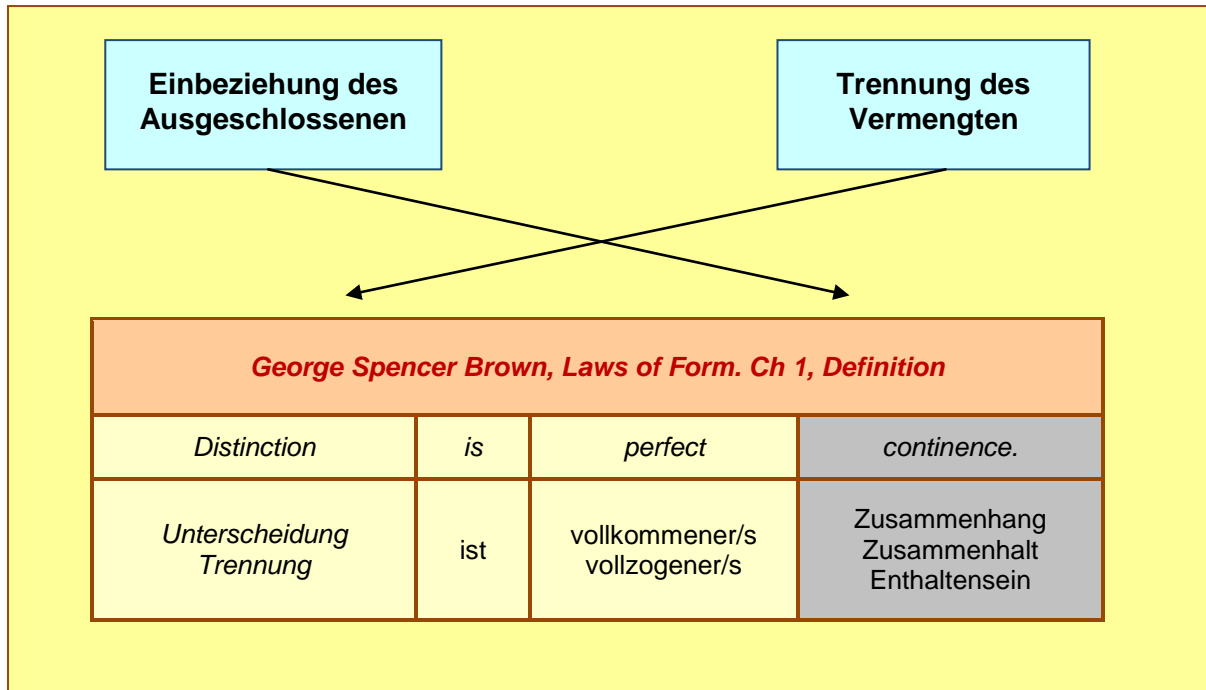 Einbeziehung des
Ausgeschlossenen
Trennung des
Vermengten
George Spencer Brown, Laws of Form. Ch 1, Definition
Distinction is perfect continence.
Unterscheidung
Trennung
ist
vollkommener/s
vollzogener/s
Zusammenhang
Zusammenhalt
Enthaltensein